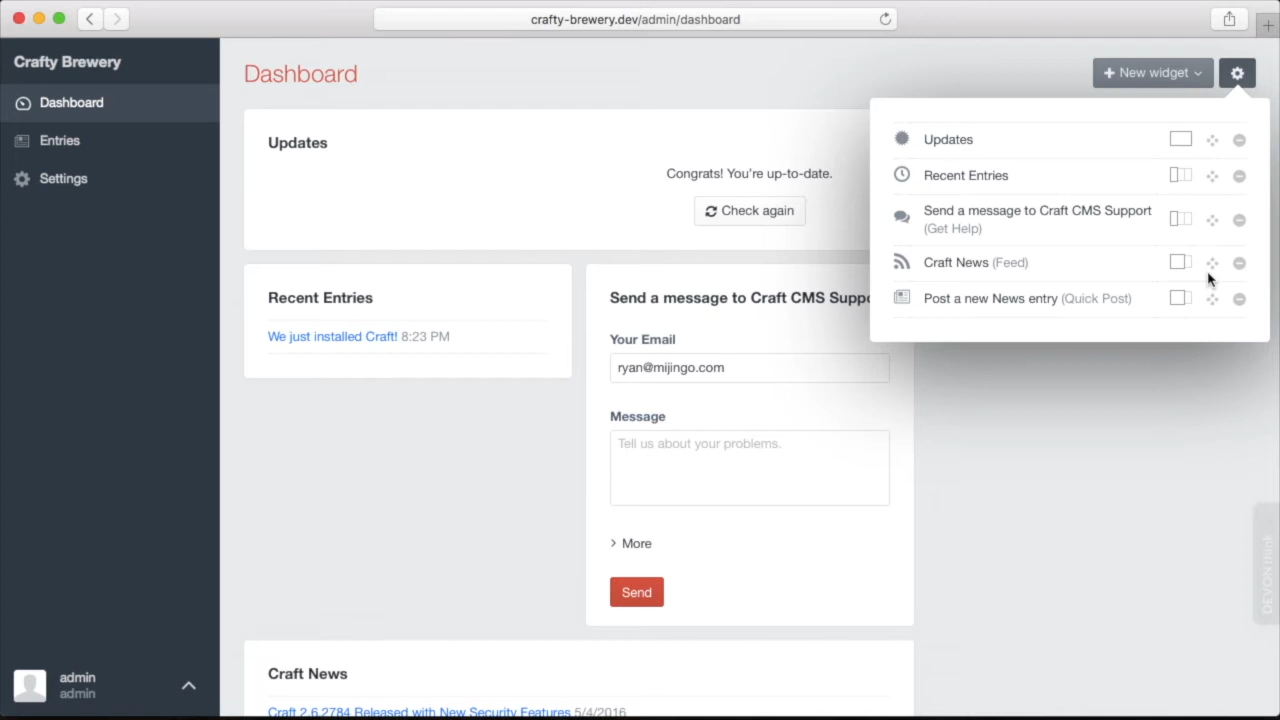 crafty-brewery.dev/admin/dashboard
Crafty Brewery
Dashboard
Entries
Settings
admin
admin
Dashboard
New widget
Updates
Congrats! You're up-to-date.
Check again
Recent Entries
We just installed Craft! 8:23 PM
Send a message to Craft CMS Suppo
Your Email
ryan@mijingo.com
Message
Tell us about your problems.
More
Send
Craft News
Craft 2.6.2784 Released with New Security Features 5/4/2016
Updates
Recent Entries
Send a message to Craft CMS Support
(Get Help)
Craft News (Feed)
Post a new News entry (Quick Post)
DEVONthink